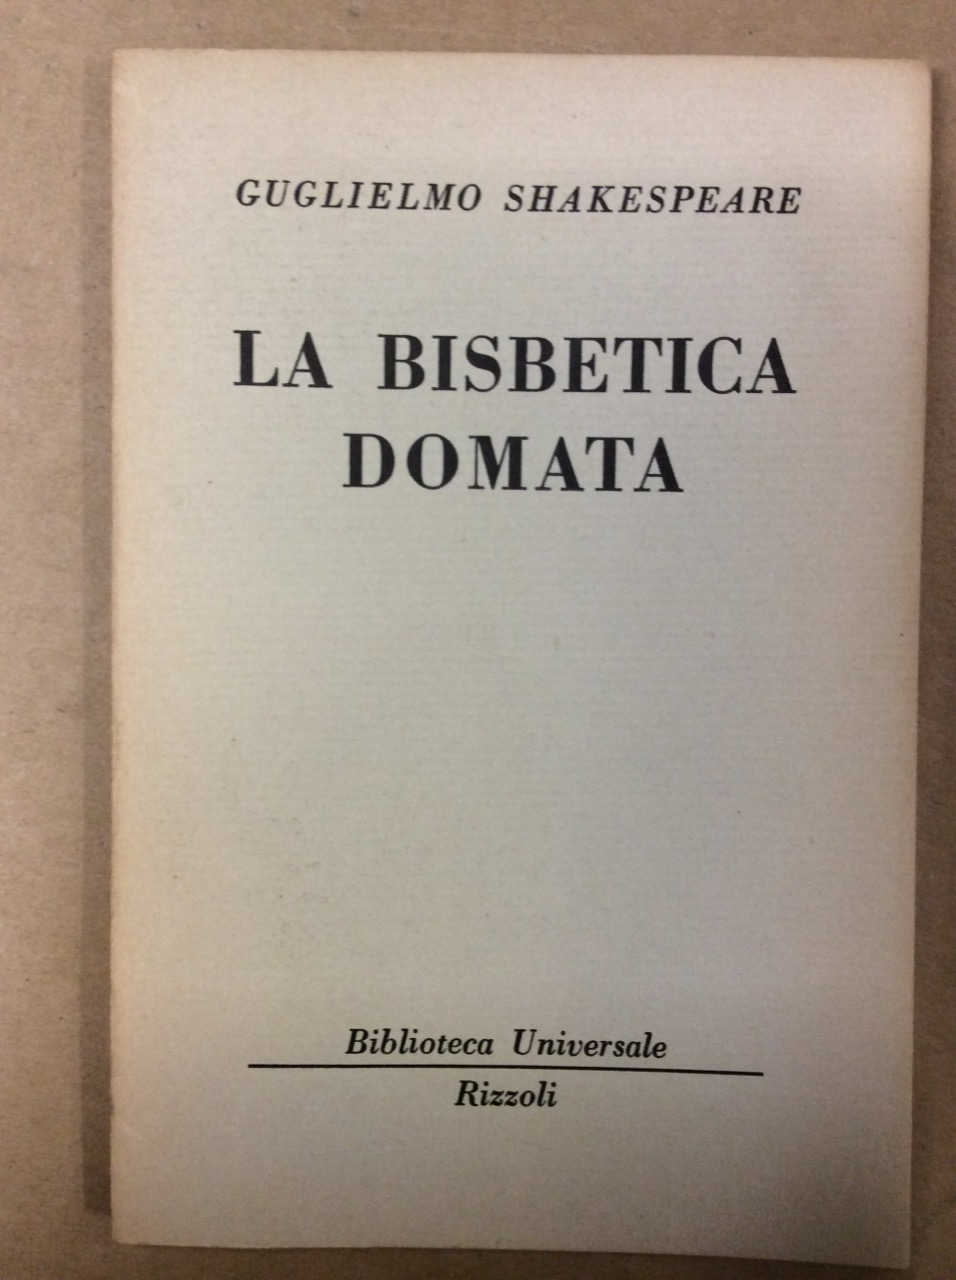 GUGLIELMO SHAKESPEARE
LA BISBETICA
DOMATA
Biblioteca Universale
Rizzoli